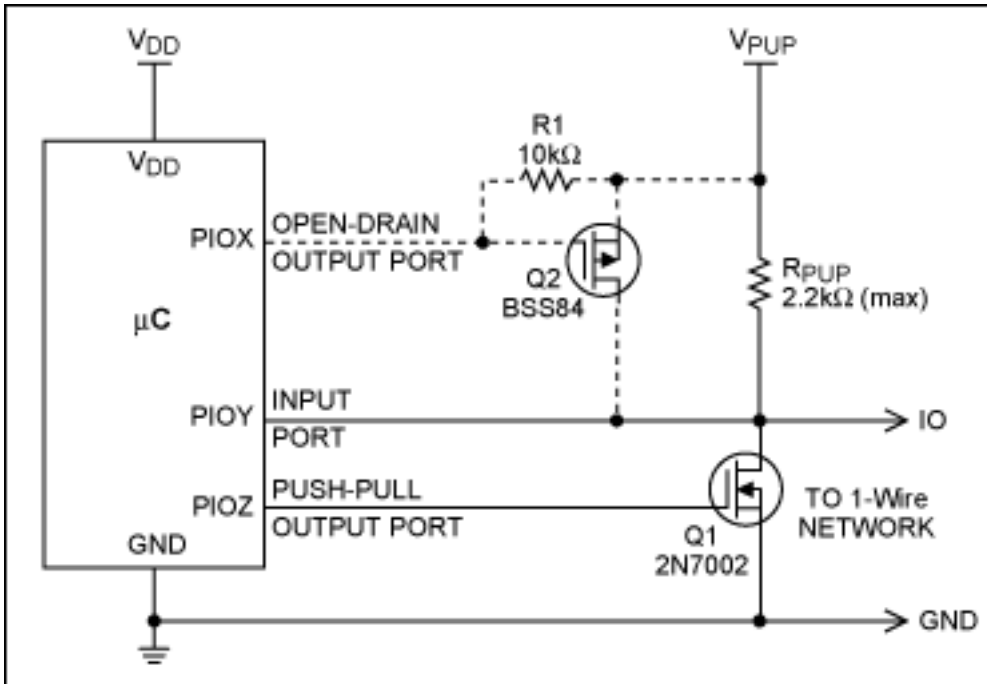 VDD
VPUP
R1
10kΩ
VDD
PIOX
OPEN-DRAIN
OUTPUT PORT
Q2
BSS84
RPUP
2.2kΩ (max)
μC
PIOY
INPUT
PORT
IO
PIOZ
PUSH-PULL
OUTPUT PORT
TO 1-Wire
NETWORK
Q1
2N7002
GND
GND